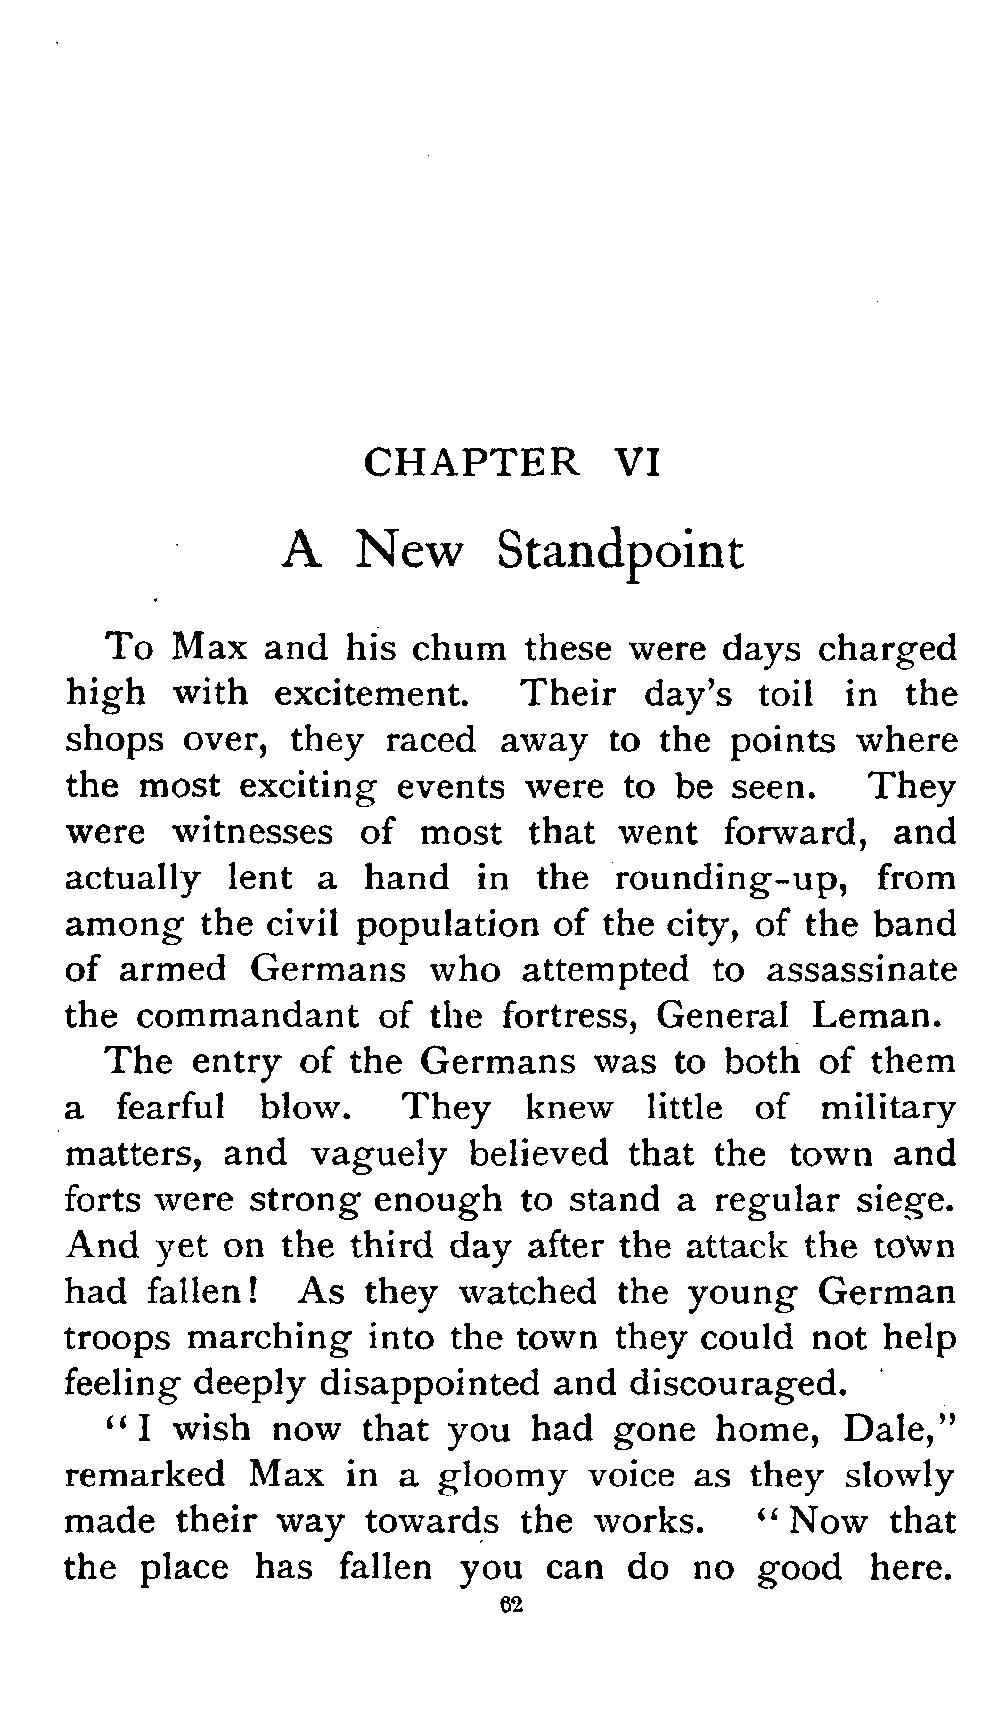 CHAPTER VI
A New Standpoint
To Max and his chum these were days charged
high with excitement. Their day's toil in the
shops over, they raced away to the points where
the most exciting events were to be seen. They
were witnesses of most that went forward, and
actually lent a hand in the rounding-up, from
among the civil population of the city, of the band
of armed Germans who attempted to assassinate
the commandant of the fortress, General Leman.
The entry of the Germans was to both of them
a fearful blow. They knew little of military
matters, and vaguely believed that the town and
forts were strong enough to stand a regular siege.
And yet on the third day after the attack the town
had fallen! As they watched the young German
troops marching into the town they could not help
feeling deeply disappointed and discouraged.
"I wish now that you had gone home, Dale,"
remarked Max in a gloomy voice as they slowly
made their way towards the works. "Now that
the place has fallen you can do no good here.
62